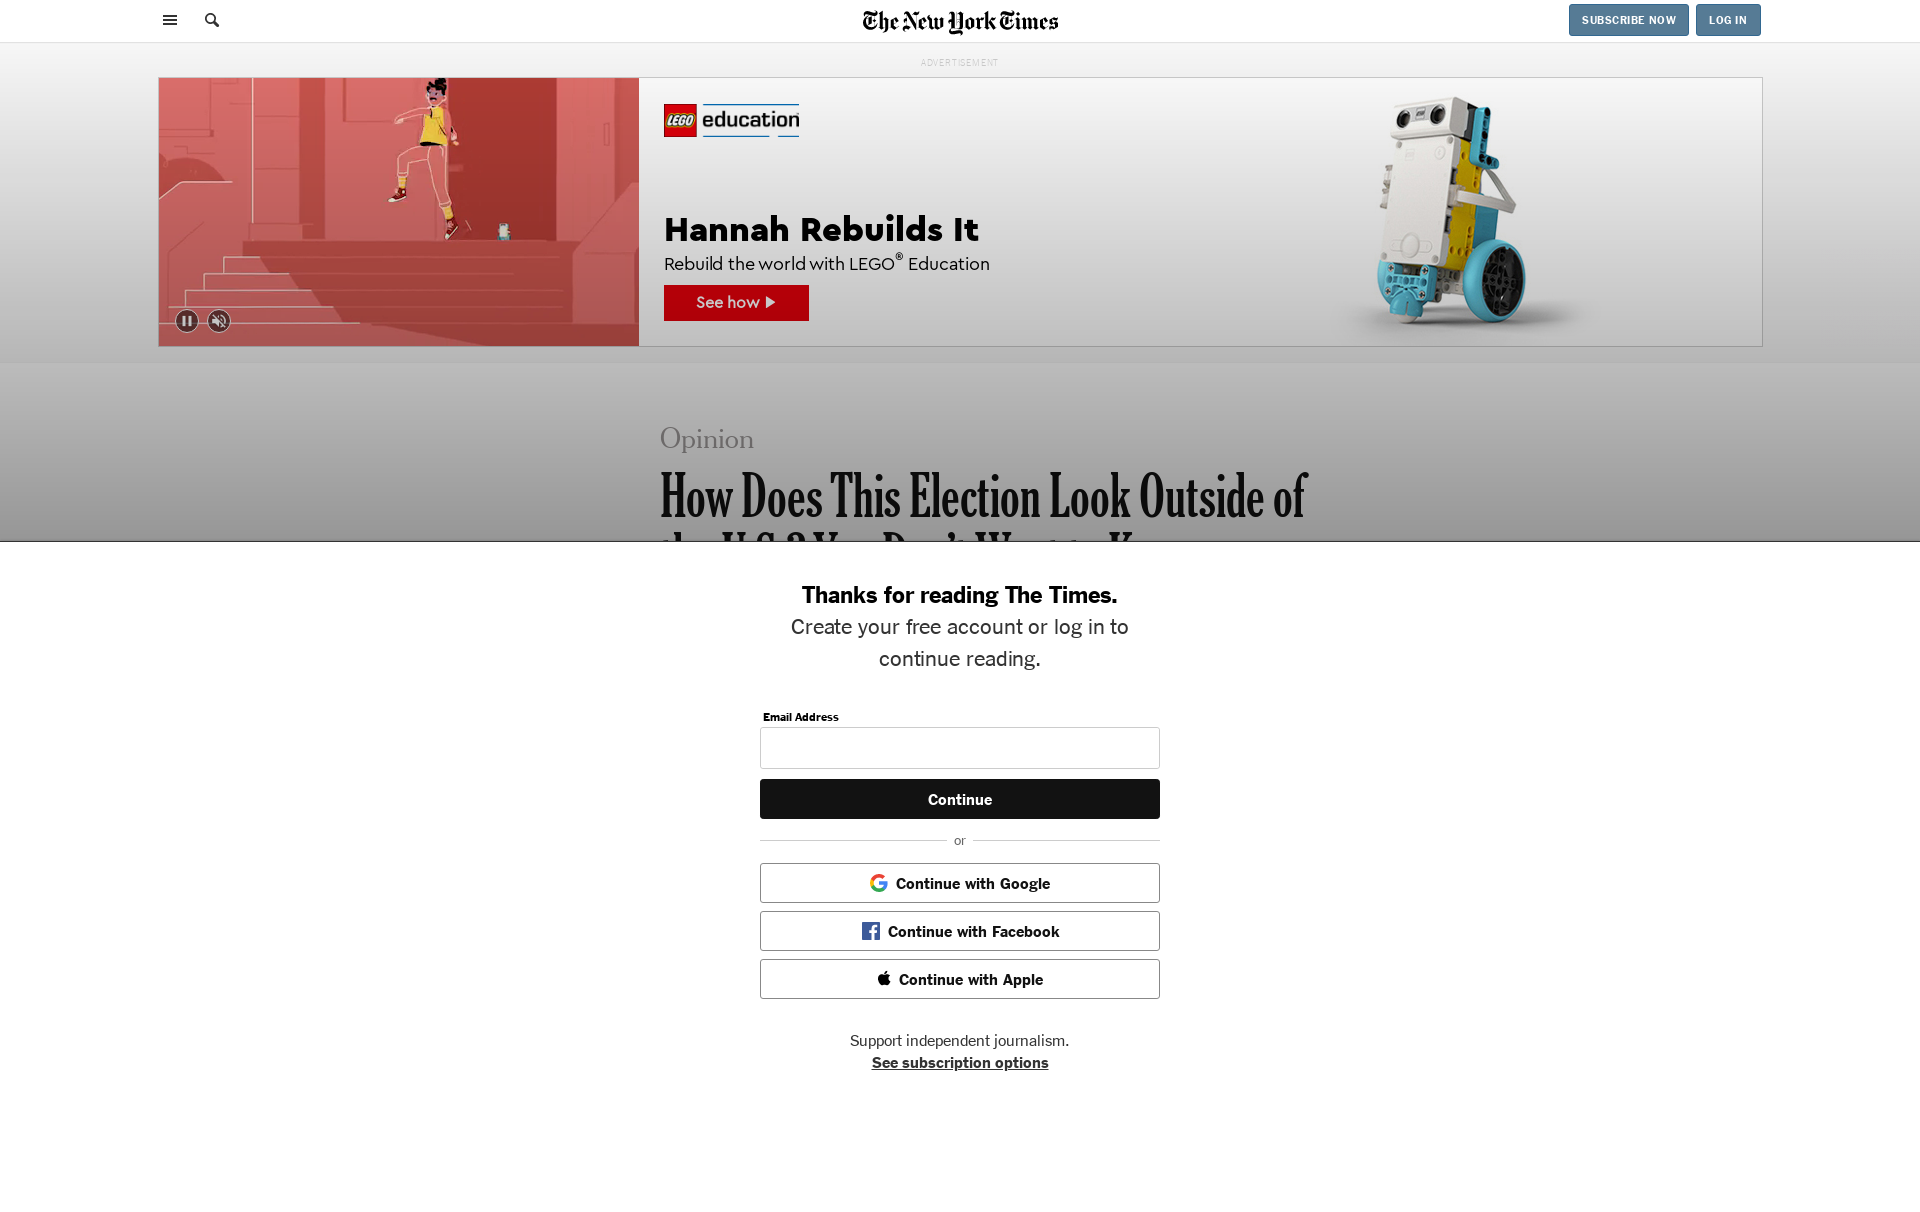 The New York Times
SUBSCRIBE NOW
LOG IN
ADVERTISEMENT
LEGO education
Hannah Rebuilds It
Rebuild the world with LEGO® Education
See how
Opinion
How Does This Election Look Outside of
Thanks for reading The Times.
Create your free account or log in to
continue reading.
Email Address
Continue
or
Continue with Google
Continue with Facebook
Continue with Apple
Support independent journalism.
See subscription options